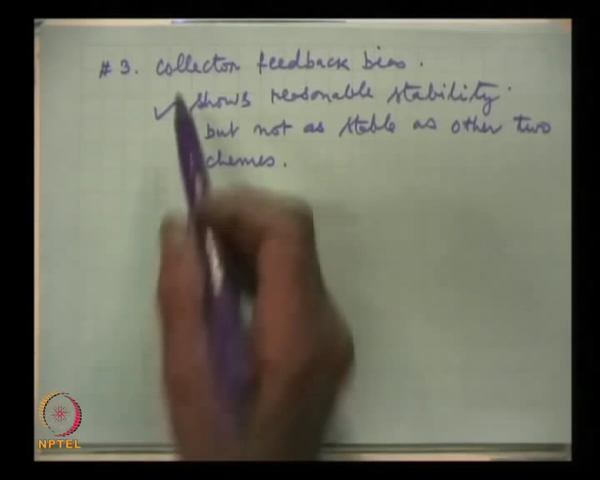 # 3. collector feedback bias.
✓ shows reasonable stability.
but not as stable as other two
schemes.
NPTEL